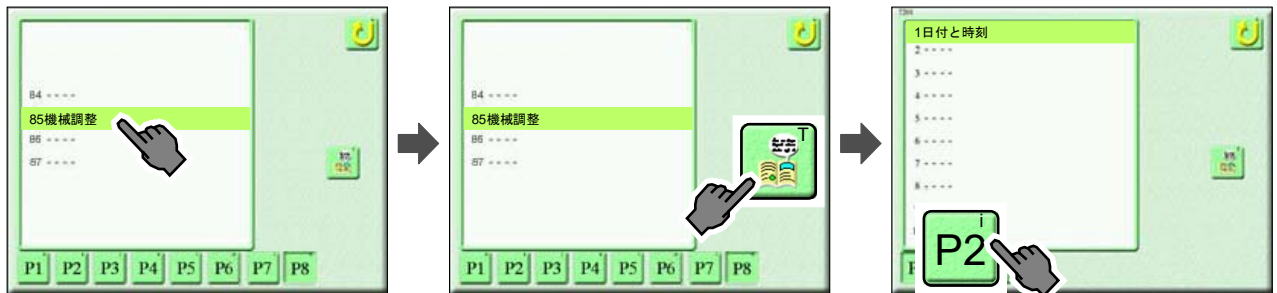 84 - - - -
85機械調整
86 - - - -
87 - - - -
P1 P2 P3 P4 P5 P6 P7 P8
84 - - - -
85機械調整
86 - - - -
87 - - - -
T
P1 P2 P3 P4 P5 P6 P7 P8
1日付と時刻
2 - - - -
3 - - - -
4 - - - -
5 - - - -
6 - - - -
7 - - - -
8 - - - -
i
P2